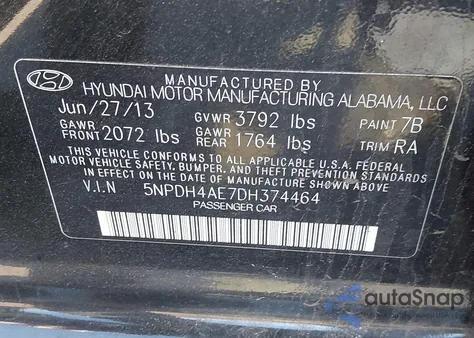 MANUFACTURED BY
HYUNDAI MOTOR MANUFACTURING ALABAMA, LLC
Jun/27/13 GVWR 3792 lbs PAINT 7B
GAWR FRONT 2072 lbs GAWR REAR 1764 lbs TRIM RA
THIS VEHICLE CONFORMS TO ALL APPLICABLE U.S.A. FEDERAL
MOTOR VEHICLE SAFETY, BUMPER, AND THEFT PREVENTION STANDARDS
IN EFFECT ON THE DATE OF MANUFACTURE SHOWN ABOVE.
V.I.N 5NPDH4AE7DH374464
PASSENGER CAR
autoSnap